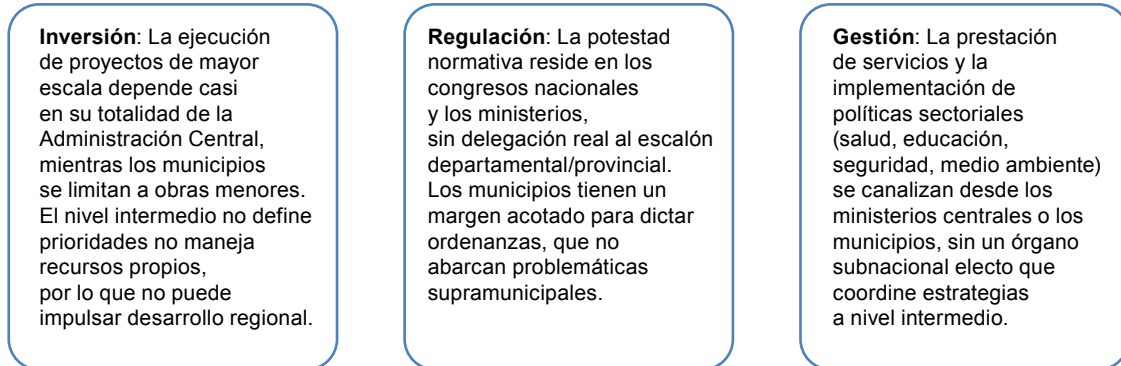 Inversión: La ejecución
de proyectos de mayor
escala depende casi
en su totalidad de la
Administración Central,
mientras los municipios
se limitan a obras menores.
El nivel intermedio no define
prioridades no maneja
recursos propios,
por lo que no puede
impulsar desarrollo regional.
Regulación: La potestad
normativa reside en los
congresos nacionales
y los ministerios,
sin delegación real al escalón
departamental/provincial.
Los municipios tienen un
margen acotado para dictar
ordenanzas, que no
abarcan problemáticas
supramunicipales.
Gestión: La prestación
de servicios y la
implementación de
políticas sectoriales
(salud, educación,
seguridad, medio ambiente)
se canalizan desde los
ministerios centrales o los
municipios, sin un órgano
subnacional electo que
coordine estrategias
a nivel intermedio.